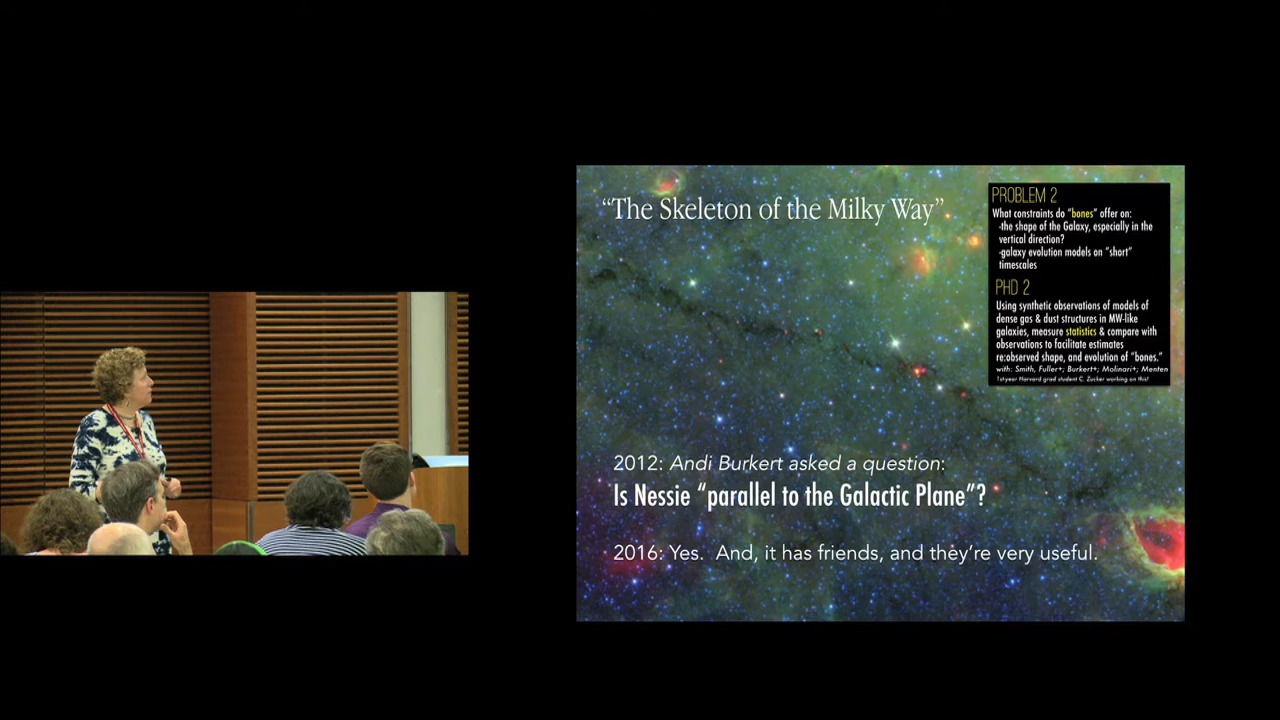 “The Skeleton of the Milky Way”
PROBLEM 2
What constraints do “bones” offer on:
-the shape of the Galaxy, especially in the
vertical direction?
-galaxy evolution models on “short”
timescales
PHD 2
Using synthetic observations of models of
dense gas & dust structures in MW-like
galaxies, measure statistics & compare with
observations to facilitate estimates
re:observed shape, and evolution of “bones.”
with: Smith, Fuller+; Burkert+; Molinari+; Menten
1st-year Harvard grad student C. Zucker working on this!
2012: Andi Burkert asked a question:
Is Nessie “parallel to the Galactic Plane”?
2016: Yes. And, it has friends, and they’re very useful.